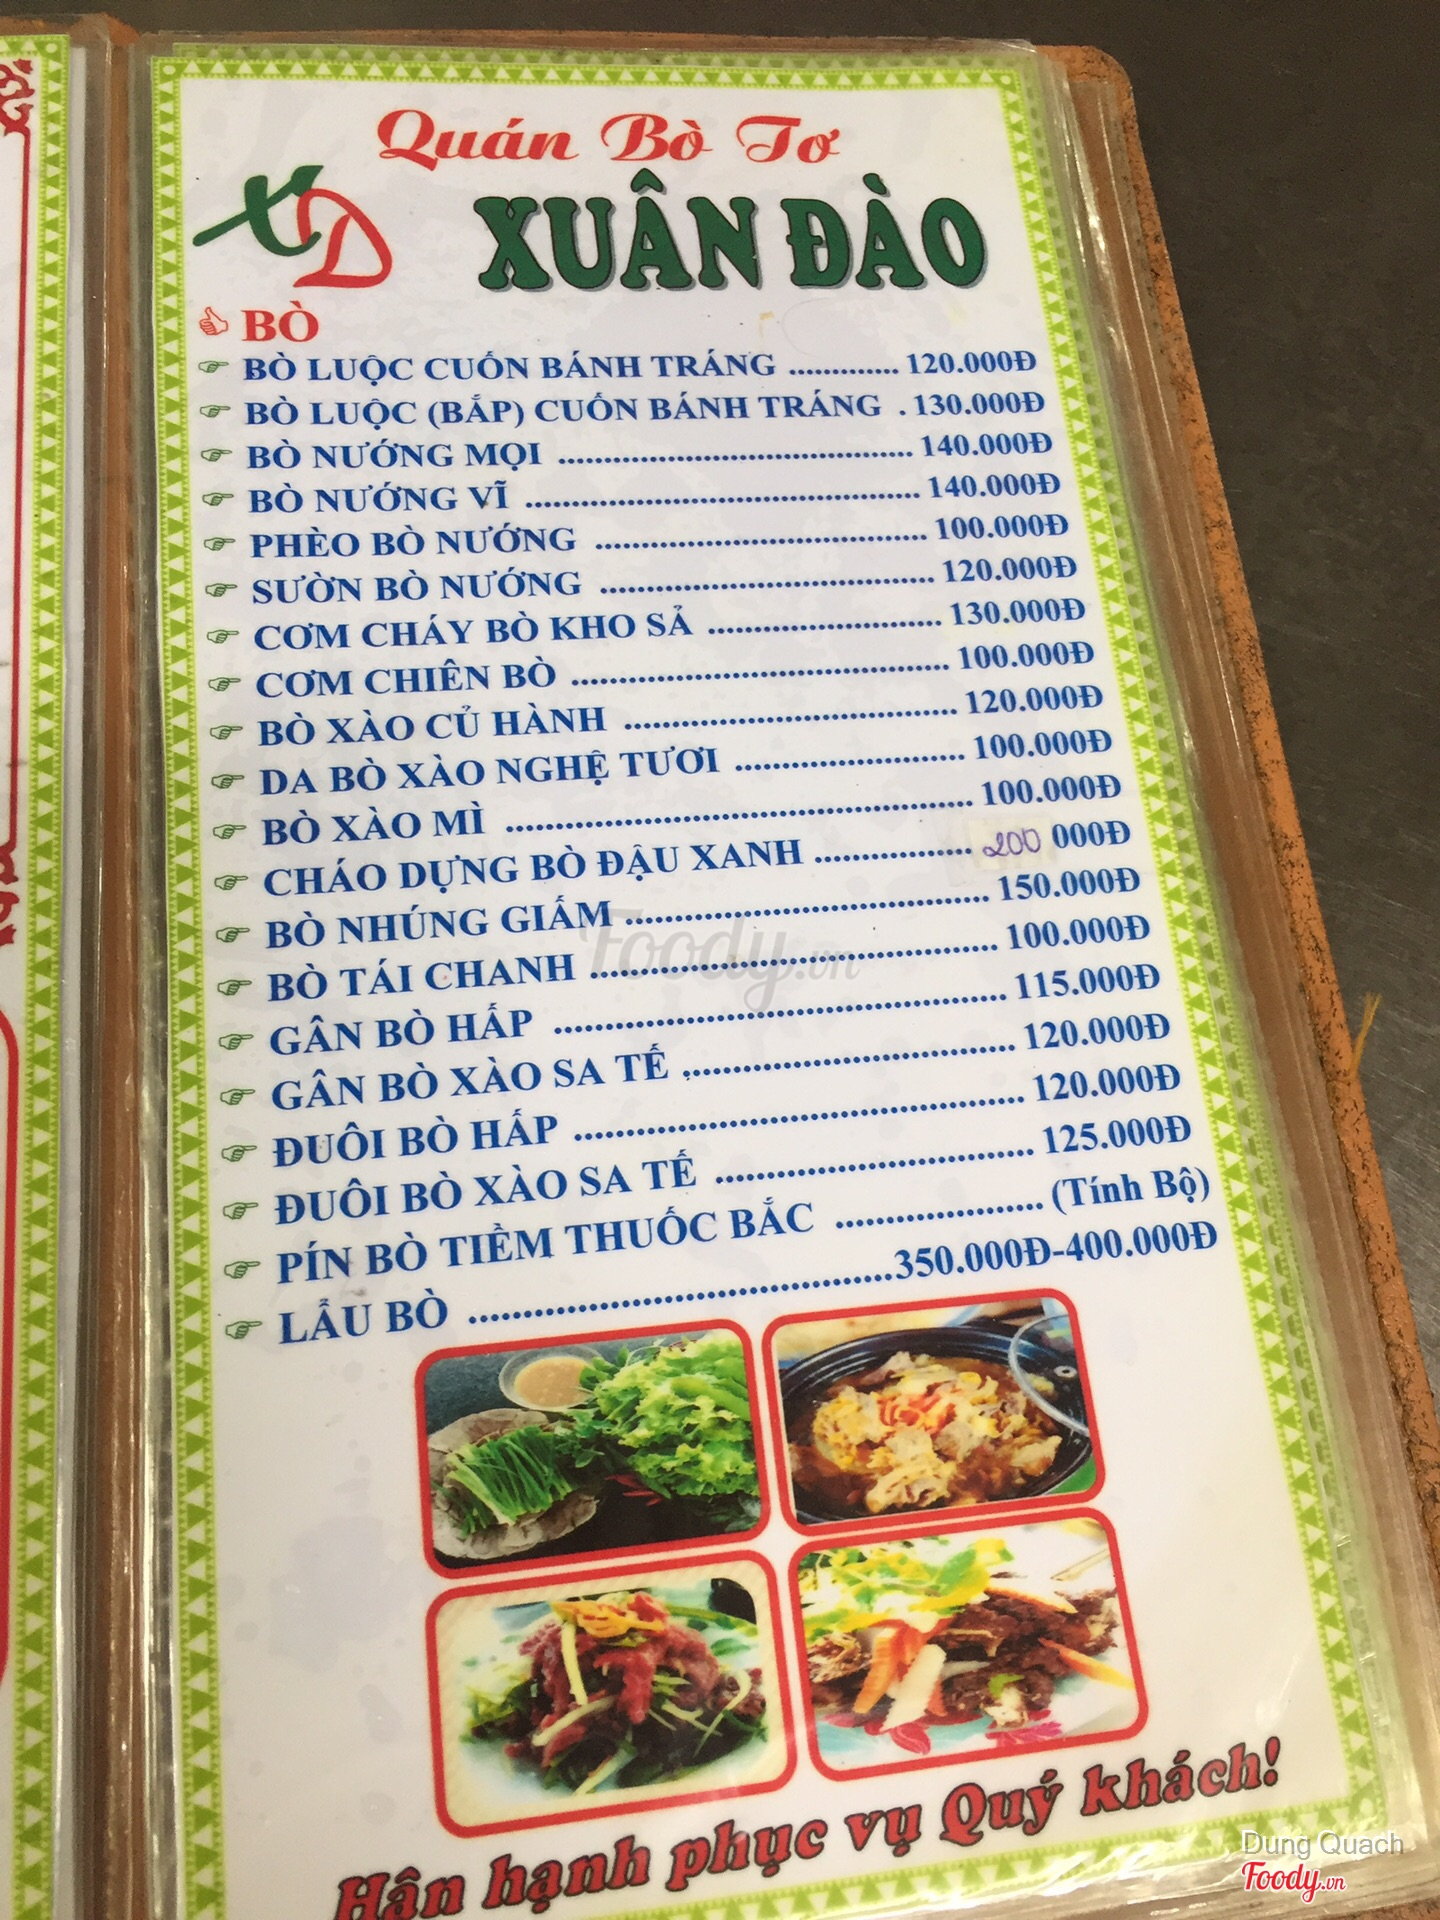 Quán Bò Tơ
XD
XUÂN ĐÀO
BÒ
BÒ LUỘC CUỐN BÁNH TRÁNG ............. 120.000Đ
BÒ LUỘC (BẮP) CUỐN BÁNH TRÁNG . 130.000Đ
BÒ NƯỚNG MỌI ............. 140.000Đ
BÒ NƯỚNG VĨ ............. 140.000Đ
PHÈO BÒ NƯỚNG ............. 100.000Đ
SƯỜN BÒ NƯỚNG ............. 120.000Đ
CƠM CHÁY BÒ KHO SẢ ............. 130.000Đ
CƠM CHIÊN BÒ ............. 100.000Đ
BÒ XÀO CỦ HÀNH ............. 120.000Đ
DA BÒ XÀO NGHỆ TƯƠI ............. 100.000Đ
BÒ XÀO MÌ ............. 100.000Đ
CHÁO DỰNG BÒ ĐẬU XANH ............. 200 000Đ
BÒ NHÚNG GIẤM ............. 150.000Đ
BÒ TÁI CHANH ............. 100.000Đ
GÂN BÒ HẤP ............. 115.000Đ
GÂN BÒ XÀO SA TẾ ............. 120.000Đ
ĐUÔI BÒ HẤP ............. 120.000Đ
ĐUÔI BÒ XÀO SA TẾ ............. 125.000Đ
PÍN BÒ TIỀM THUỐC BẮC ............. (Tính Bộ)
LẨU BÒ .............350.000Đ-400.000Đ
Foody.vn
Hân hạnh phục vụ Quý khách!
Dung Quach
Foody.vn